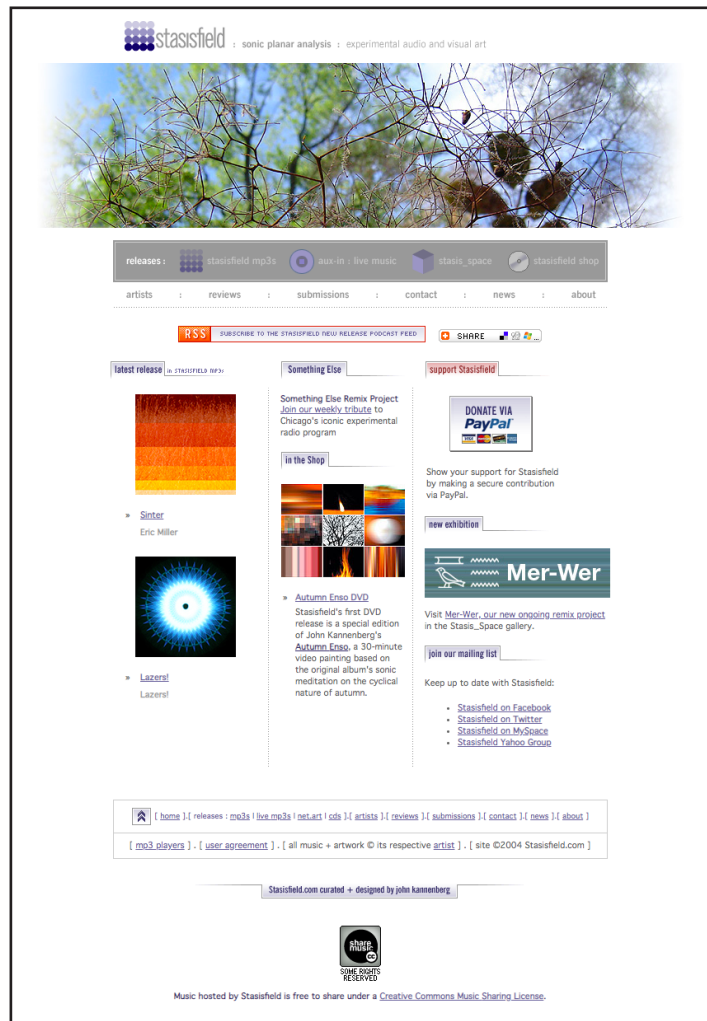 stasisfield : sonic planar analysis : experimental audio and visual art
releases : stasisfield mp3s aux-in : live music stasis_space stasisfield shop
artists : reviews : submissions : contact : news : about
RSS SUBSCRIBE TO THE STASISFIELD NEW RELEASE PODCAST FEED
SHARE ...
latest release in STASISFIELD MP3s
» Sinter
Eric Miller
» Lazers!
Lazers!
Something Else
Something Else Remix Project
Join our weekly tribute to
Chicago's iconic experimental
radio program
in the Shop
» Autumn Enso DVD
Stasisfield's first DVD
release is a special edition
of John Kannenberg's
Autumn Enso, a 30-minute
video painting based on
the original album's sonic
meditation on the cyclical
nature of autumn.
support Stasisfield
DONATE VIA
PayPal
Show your support for Stasisfield
by making a secure contribution
via PayPal.
new exhibition
Mer-Wer
Visit Mer-Wer, our new ongoing remix project
in the Stasis_Space gallery.
join our mailing list
Keep up to date with Stasisfield:
• Stasisfield on Facebook
• Stasisfield on Twitter
• Stasisfield on MySpace
• Stasisfield Yahoo Group
[ home ].[ releases : mp3s | live mp3s | net.art | cds ].[ artists ].[ reviews ].[ submissions ].[ contact ].[ news ].[ about ]
[ mp3 players ] . [ user agreement ] . [ all music + artwork © its respective artist ] . [ site ©2004 Stasisfield.com ]
Stasisfield.com curated + designed by john kannenberg
share
music
cc
SOME RIGHTS
RESERVED
Music hosted by Stasisfield is free to share under a Creative Commons Music Sharing License.